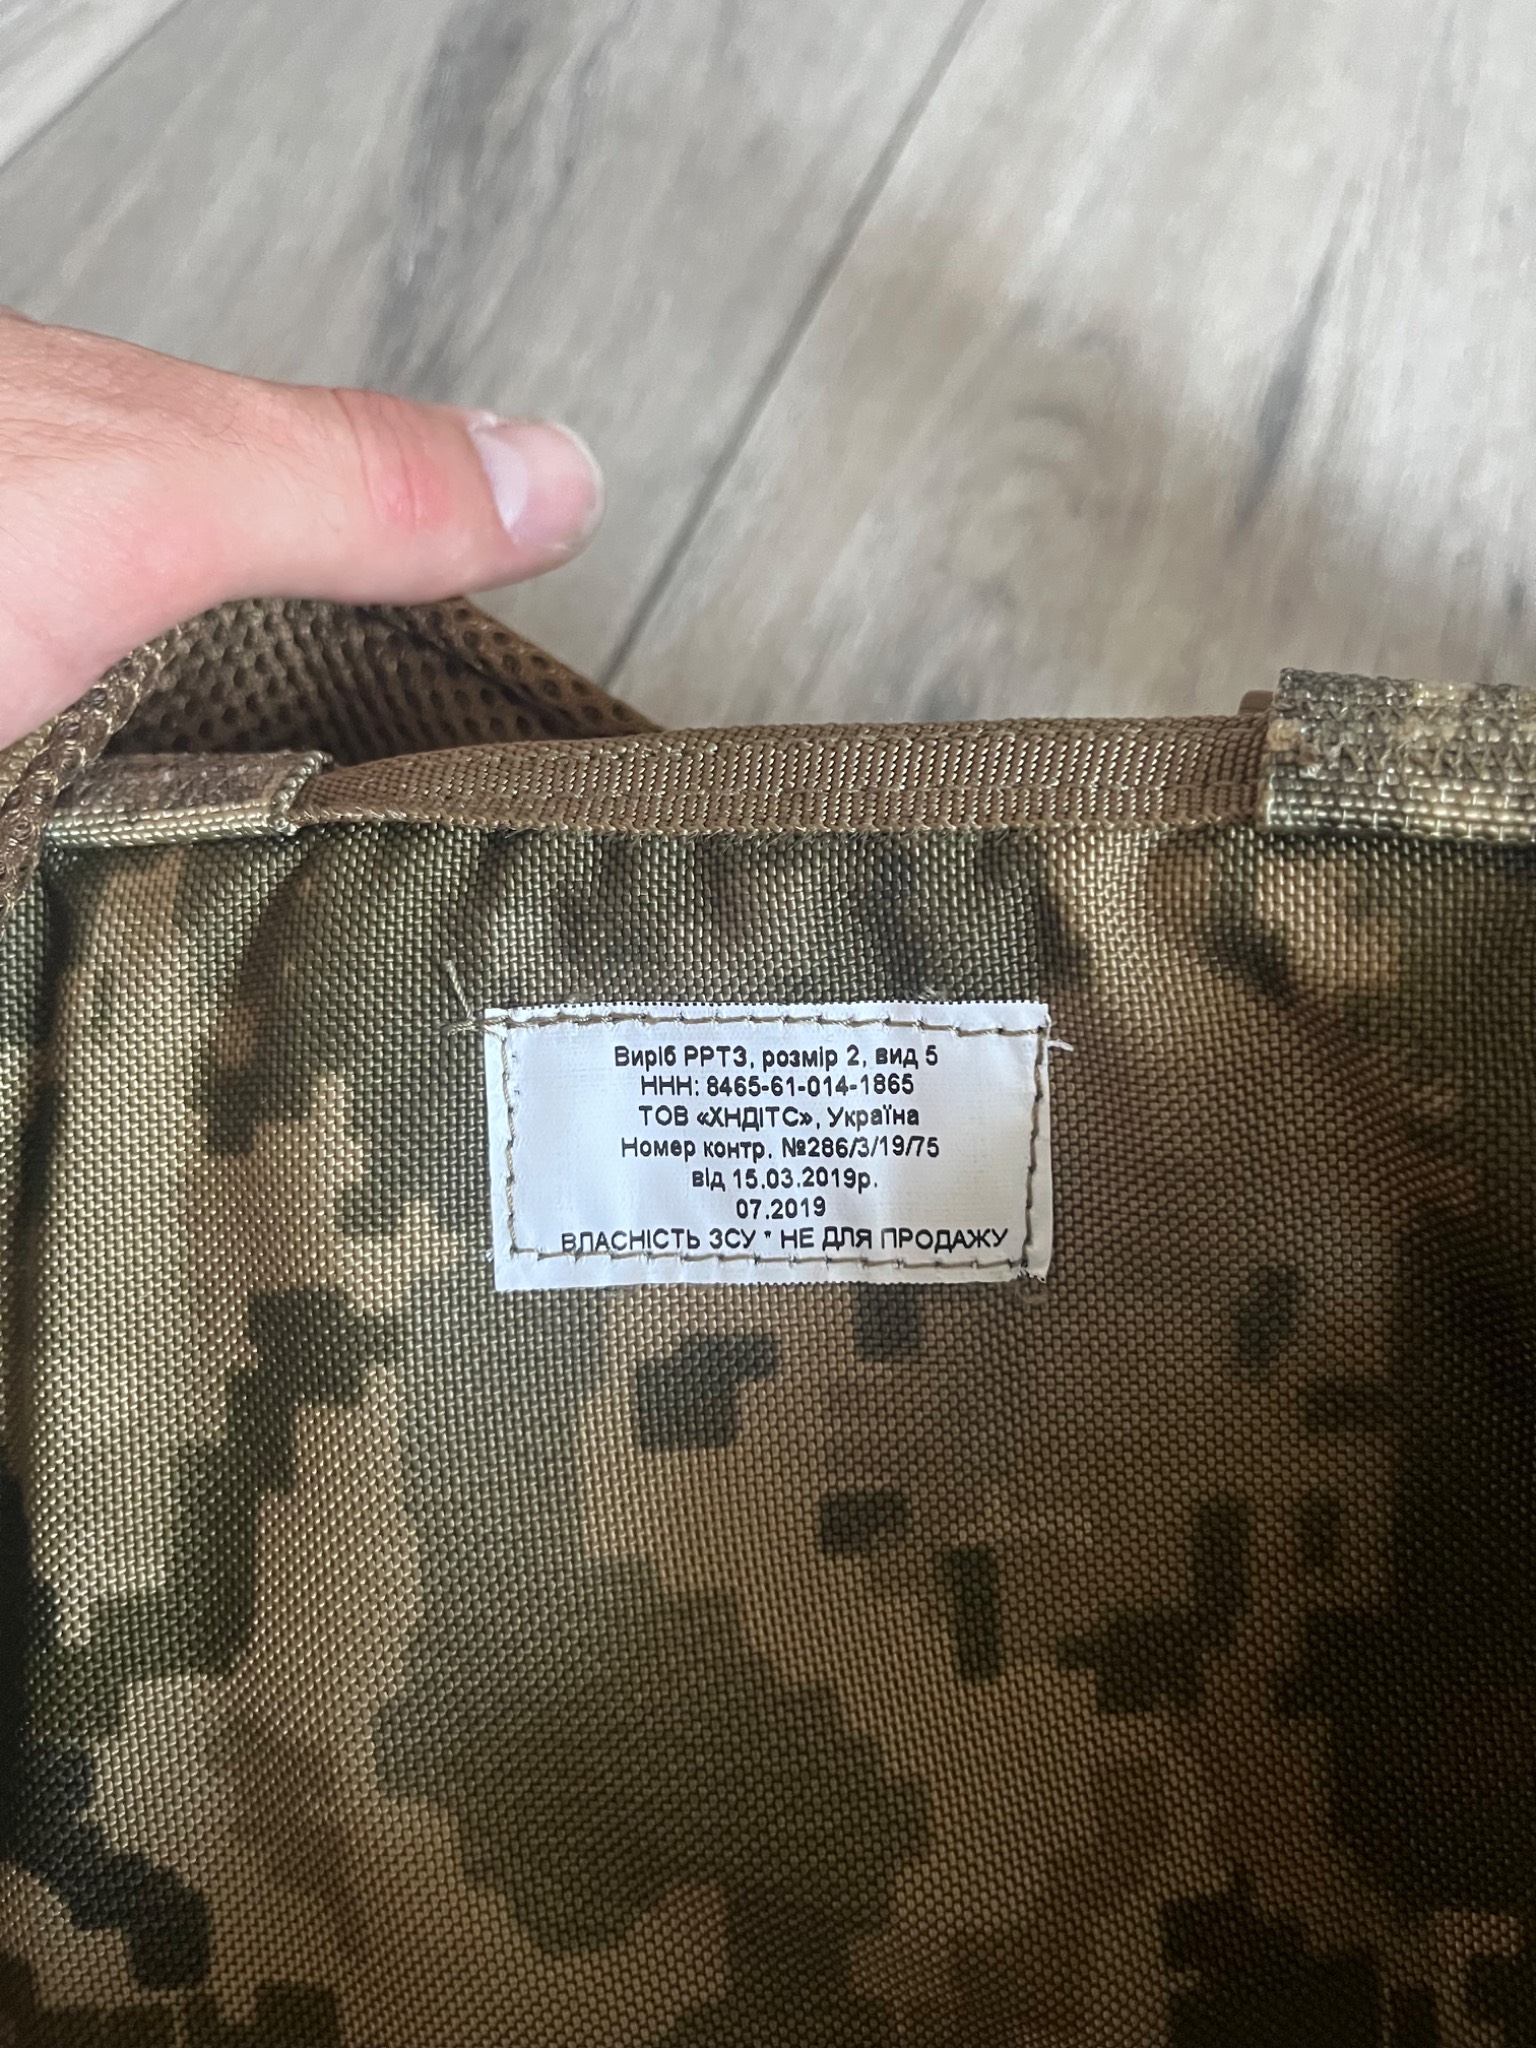 Виріб РРТЗ, розмір 2, вид 5
ННН: 8465-61-014-1865
ТОВ «ХНДІТС», Україна
Номер контр. №286/3/19/75
від 15.03.2019р.
07.2019
ВЛАСНІСТЬ ЗСУ " НЕ ДЛЯ ПРОДАЖУ